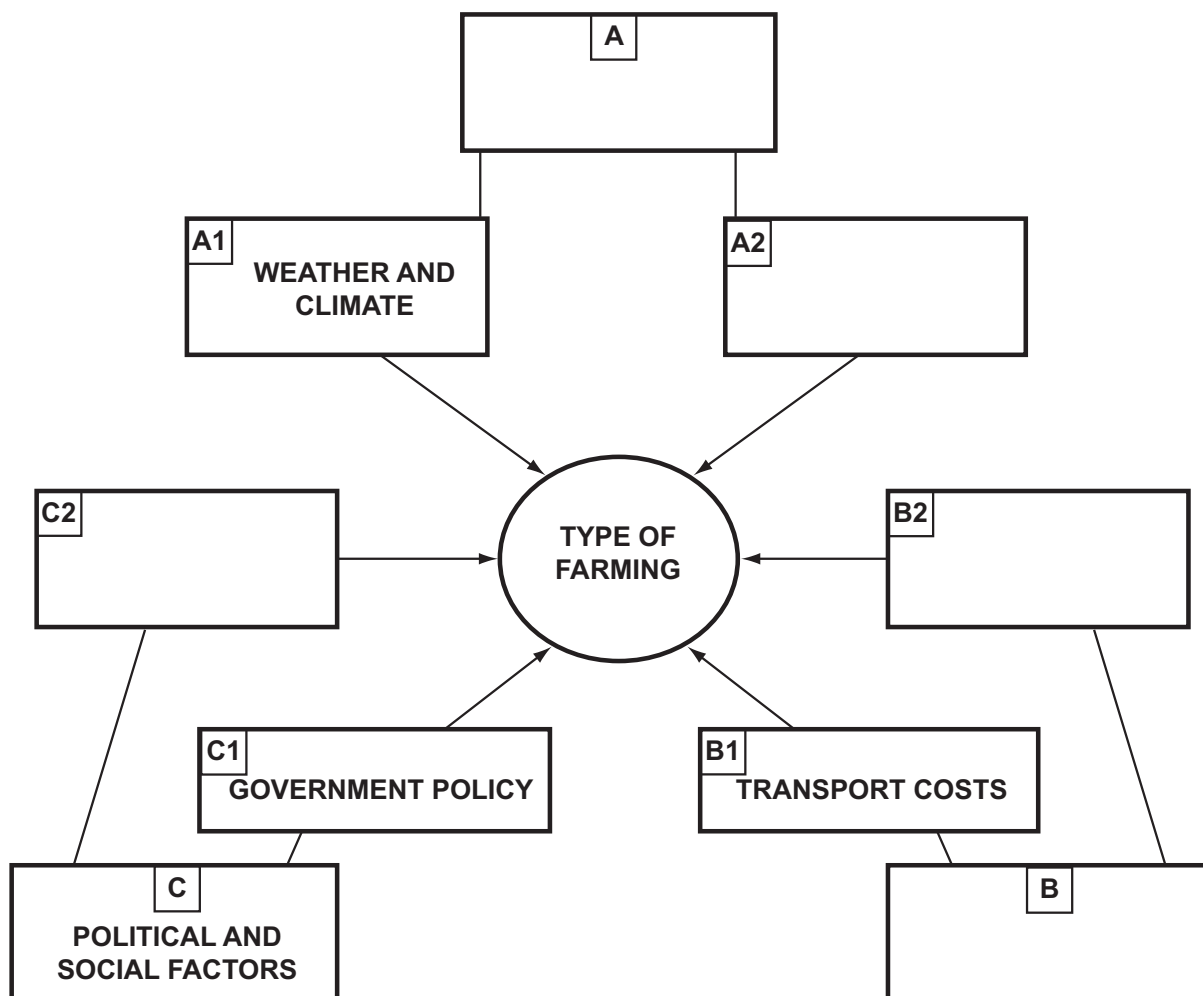 A
A1
WEATHER AND
CLIMATE
A2
C2
TYPE OF
FARMING
B2
C1
GOVERNMENT POLICY
B1
TRANSPORT COSTS
C
POLITICAL AND
SOCIAL FACTORS
B